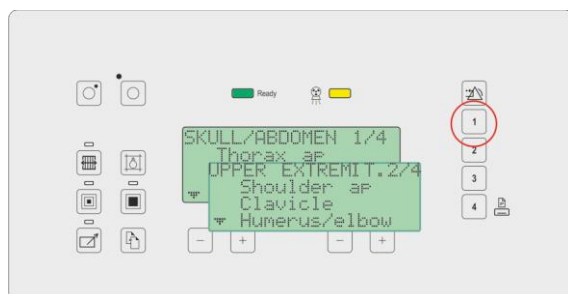 Ready
SKULL/ABDOMEN 1/4
Thorax ap
UPPER EXTREMIT.2/4
Shoulder ap
Clavicle
Humerus/elbow
1
2
3
4
- +
- +